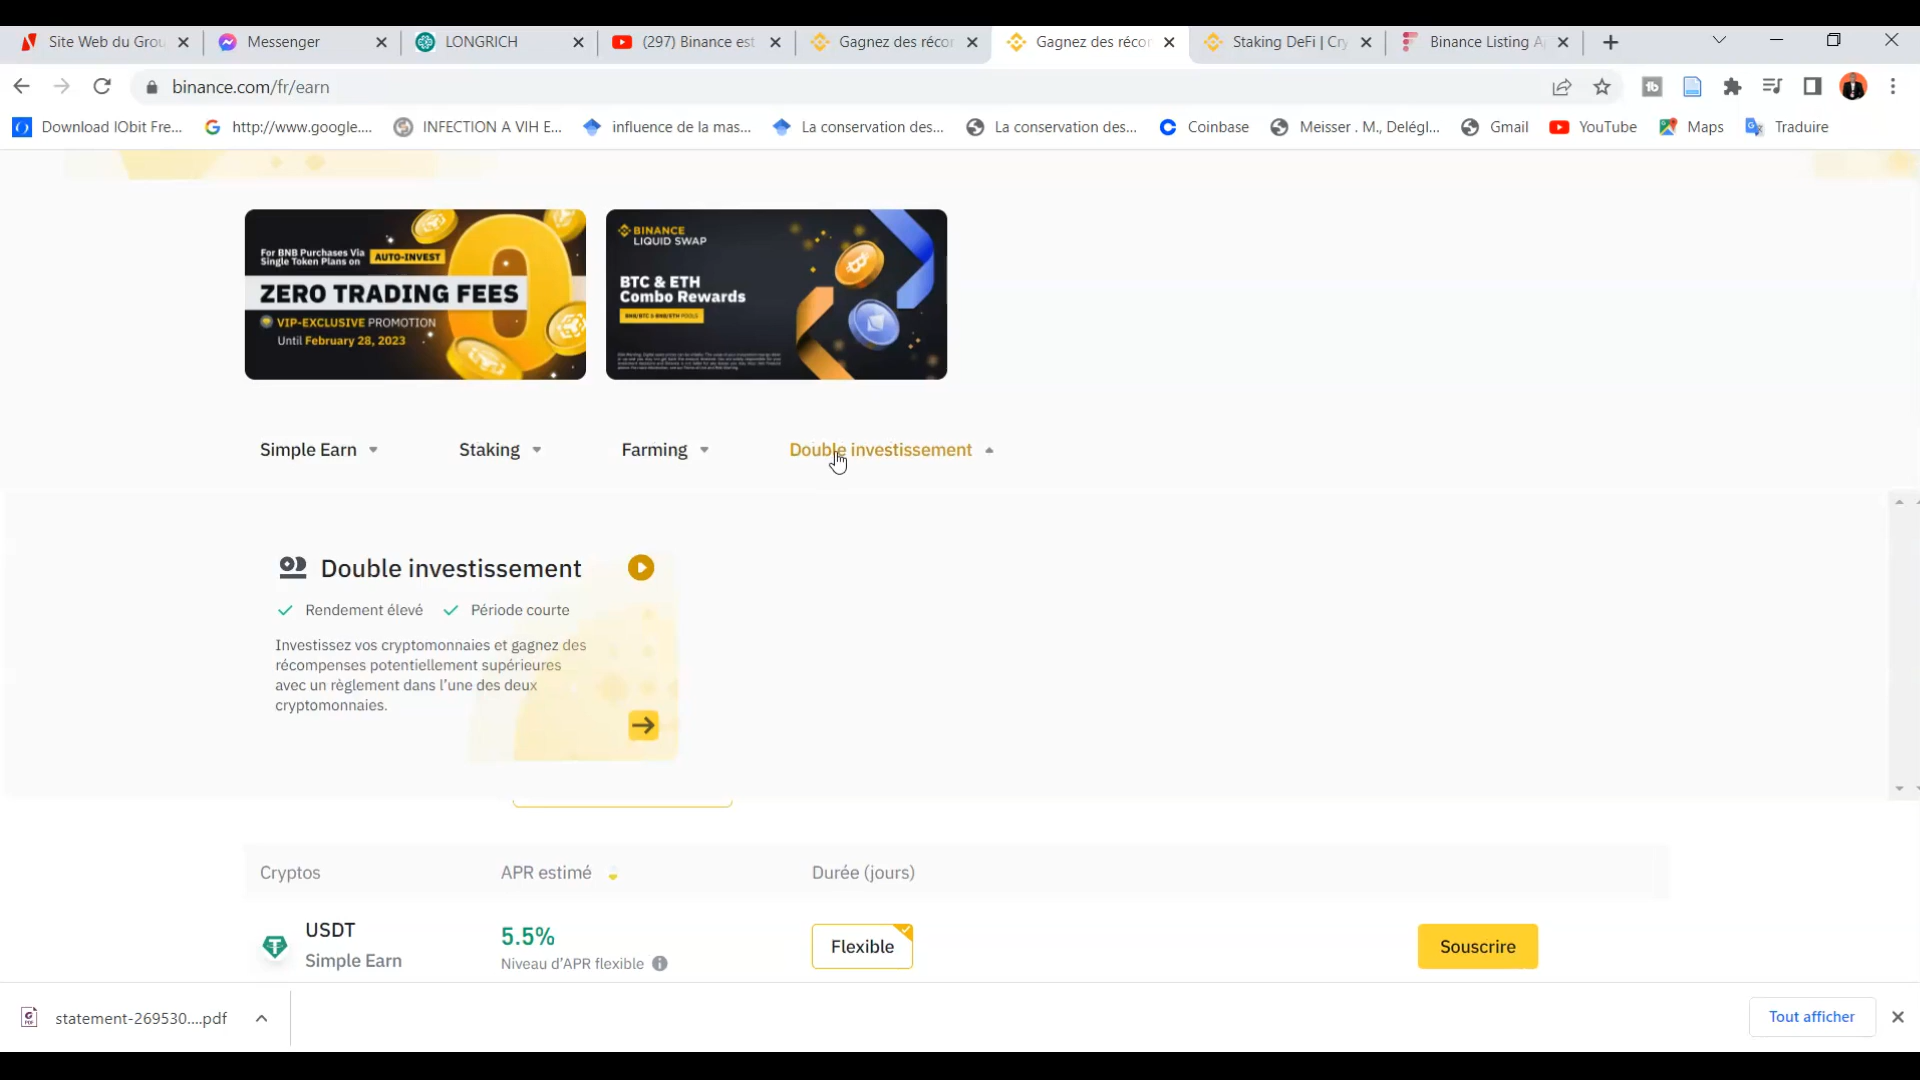 Site Web du Grou
Messenger
LONGRICH
(297) Binance est
Gagnez des récor
Gagnez des récor
Staking DeFi | Cry
Binance Listing A
binance.com/fr/earn
Download IObit Fre...
http://www.google....
INFECTION A VIH E...
influence de la mas...
La conservation des...
La conservation des...
Coinbase
Meisser . M., Delégl...
Gmail
YouTube
Maps
Traduire
For BNB Purchases Via
Single Token Plans on
AUTO-INVEST
ZERO TRADING FEES
VIP-EXCLUSIVE PROMOTION
Until February 28, 2023
BINANCE
LIQUID SWAP
BTC & ETH
Combo Rewards
BNB/BTC & BNB/ETH POOLS
Simple Earn
Staking
Farming
Double investissement
Double investissement
Rendement élevé
Période courte
Investissez vos cryptomonnaies et gagnez des
récompenses potentiellement supérieures
avec un règlement dans l'une des deux
cryptomonnaies.
Cryptos
APR estimé
Durée (jours)
USDT
Simple Earn
5.5%
Niveau d'APR flexible
Flexible
Souscrire
statement-269530....pdf
Tout afficher